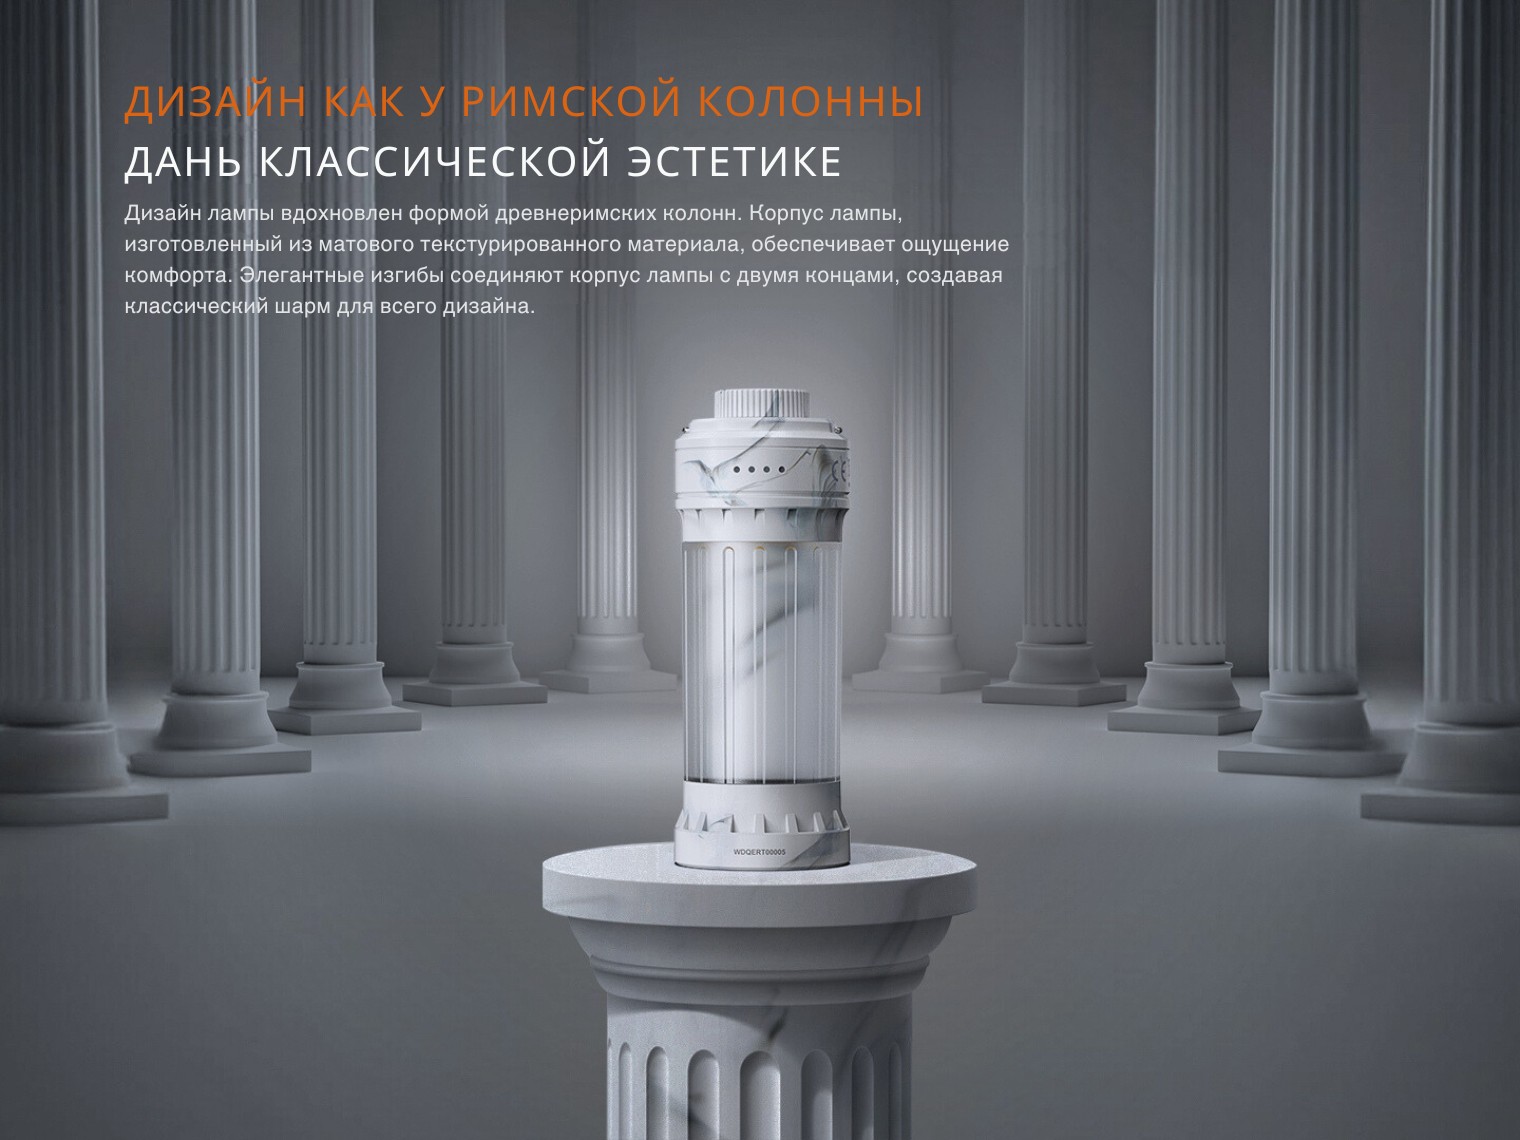 ДИЗАЙН КАК У РИМСКОЙ КОЛОННЫ
ДАНЬ КЛАССИЧЕСКОЙ ЭСТЕТИКЕ
Дизайн лампы вдохновлен формой древнеримских колонн. Корпус лампы,
изготовленный из матового текстурированного материала, обеспечивает ощущение
комфорта. Элегантные изгибы соединяют корпус лампы с двумя концами, создавая
классический шарм для всего дизайна.
CE
WDQERT00005